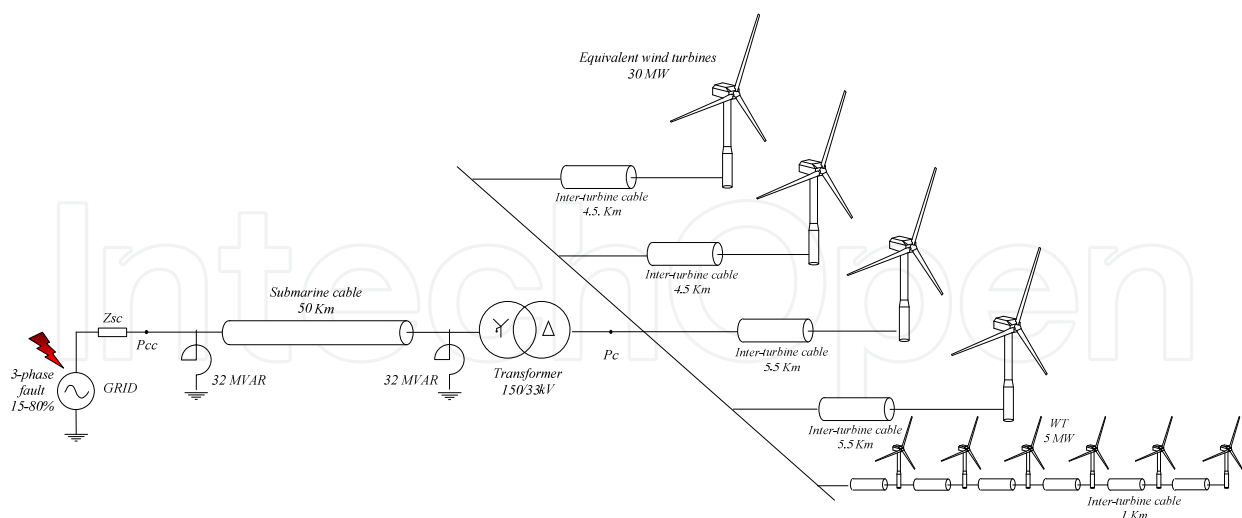 Equivalent wind turbines
30 MW
Inter-turbine cable
4.5. Km
Inter-turbine cable
4.5 Km
Submarine cable
50 Km
Zsc
Pcc
3-phase
fault
15-80%
GRID
32 MVAR
32 MVAR
Transformer
150/33kV
Pc
Inter-turbine cable
5.5 Km
Inter-turbine cable
5.5 Km
WT
5 MW
Inter-turbine cable
1 Km
IntechOpen